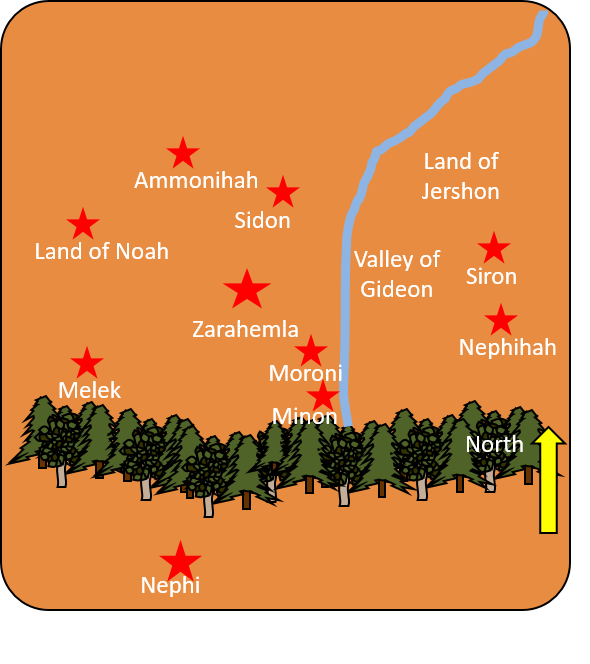 Land of
Jershon
Ammonihah
Sidon
Land of Noah
Valley of
Gideon
Siron
Zarahemla
Nephihah
Moroni
Melek
Minon
North
Nephi